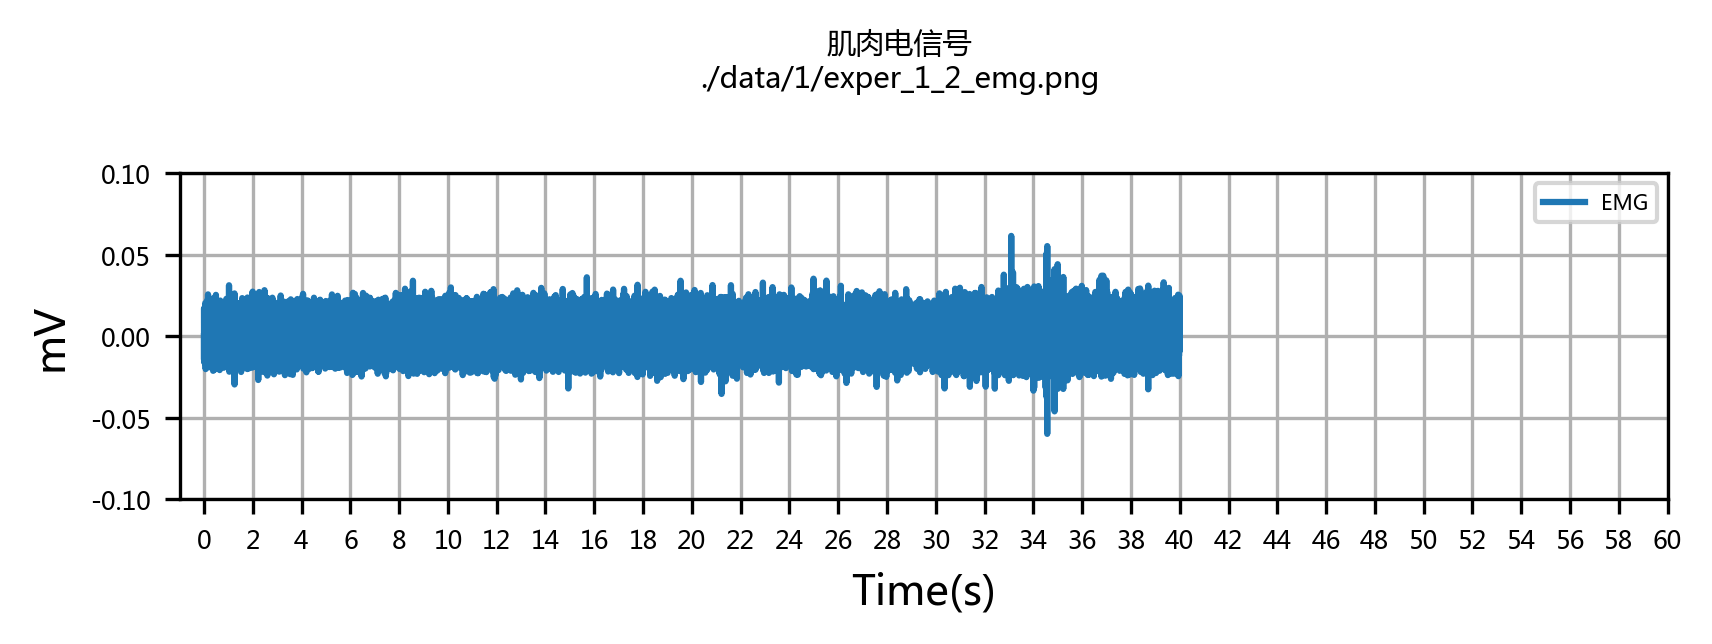 肌肉电信号
./data/1/exper_1_2_emg.png
0.10
0.05
0.00
-0.05
-0.10
mV
EMG
0 2 4 6 8 10 12 14 16 18 20 22 24 26 28 30 32 34 36 38 40 42 44 46 48 50 52 54 56 58 60
Time(s)